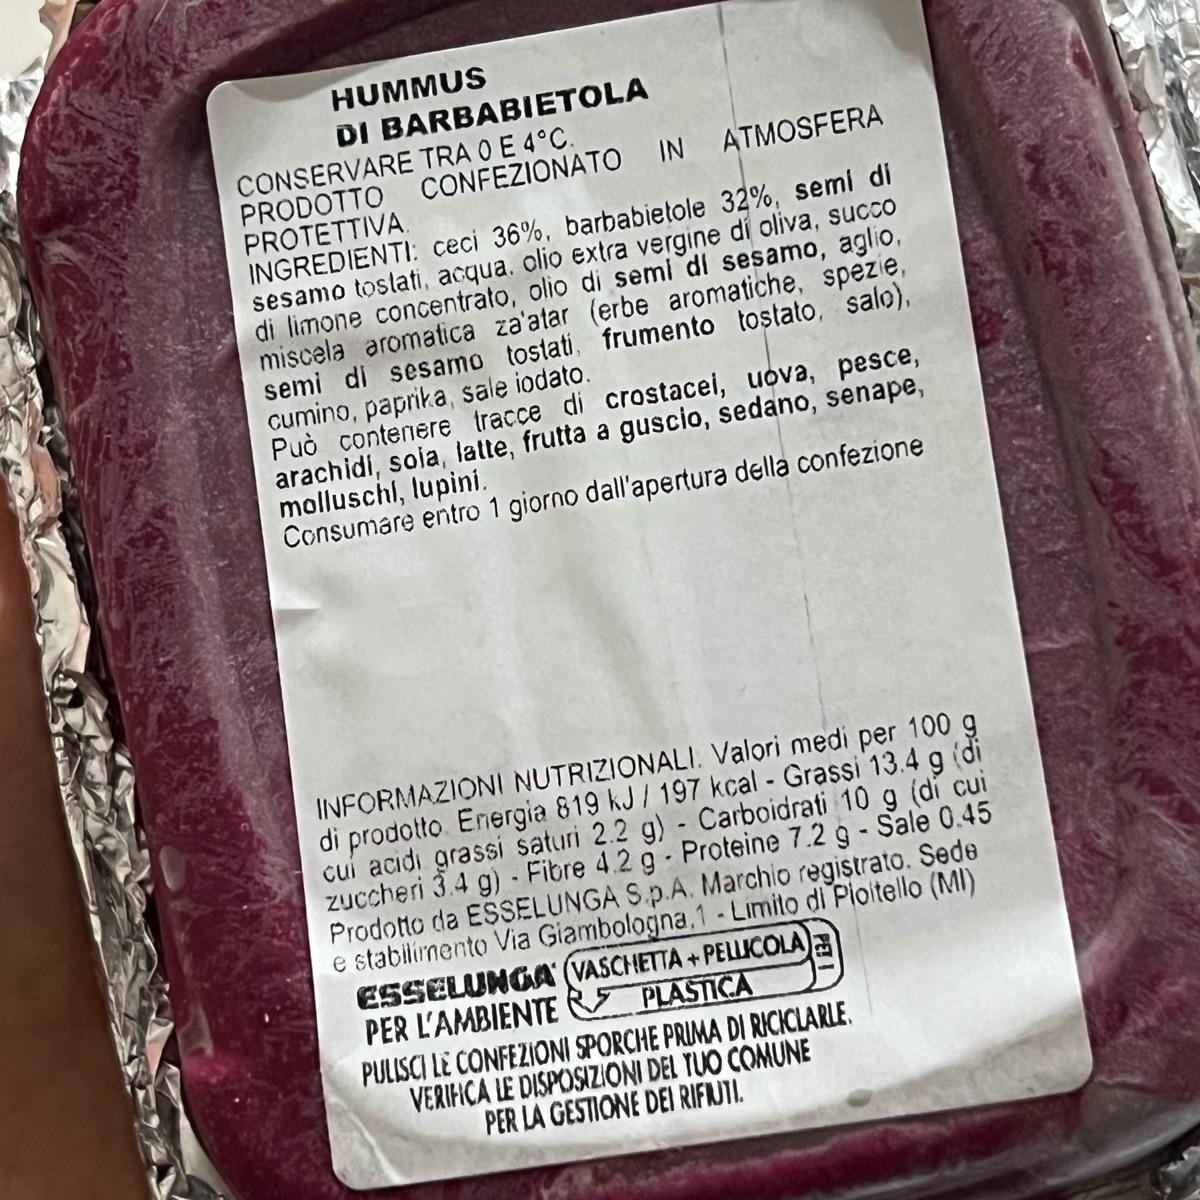 HUMMUS
DI BARBABIETOLA
CONSERVARE TRA 0 E 4°C.
PRODOTTO CONFEZIONATO IN ATMOSFERA
PROTETTIVA.
INGREDIENTI: ceci 36%, barbabietole 32%, semi di
sesamo tostati, acqua, olio extra vergine di oliva, succo
di limone concentrato, olio di semi di sesamo, aglio,
miscela aromatica za'atar (erbe aromatiche, spezie,
semi di sesamo tostati, frumento tostato, sale),
cumino, paprika, sale iodato.
Può contenere tracce di crostacei, uova, pesce,
arachidi, soia, latte, frutta a guscio, sedano, senape,
molluschi, lupini.
Consumare entro 1 giorno dall'apertura della confezione
INFORMAZIONI NUTRIZIONALI: Valori medi per 100 g
di prodotto. Energia 819 kJ / 197 kcal - Grassi 13.4 g (di
cui acidi grassi saturi 2.2 g) - Carboidrati 10 g (di cui
zuccheri 3.4 g) - Fibre 4.2 g - Proteine 7.2 g - Sale 0.45
Prodotto da ESSELUNGA S.p.A. Marchio registrato. Sede
e stabilimento Via Giambologna,1 - Limito di Pioltello (MI)
ESSELUNGA VASCHETTA + PELLICOLA PET 1
PER L'AMBIENTE PLASTICA
PULISCI LE CONFEZIONI SPORCHE PRIMA DI RICICLARLE.
VERIFICA LE DISPOSIZIONI DEL TUO COMUNE
PER LA GESTIONE DEI RIFIUTI.